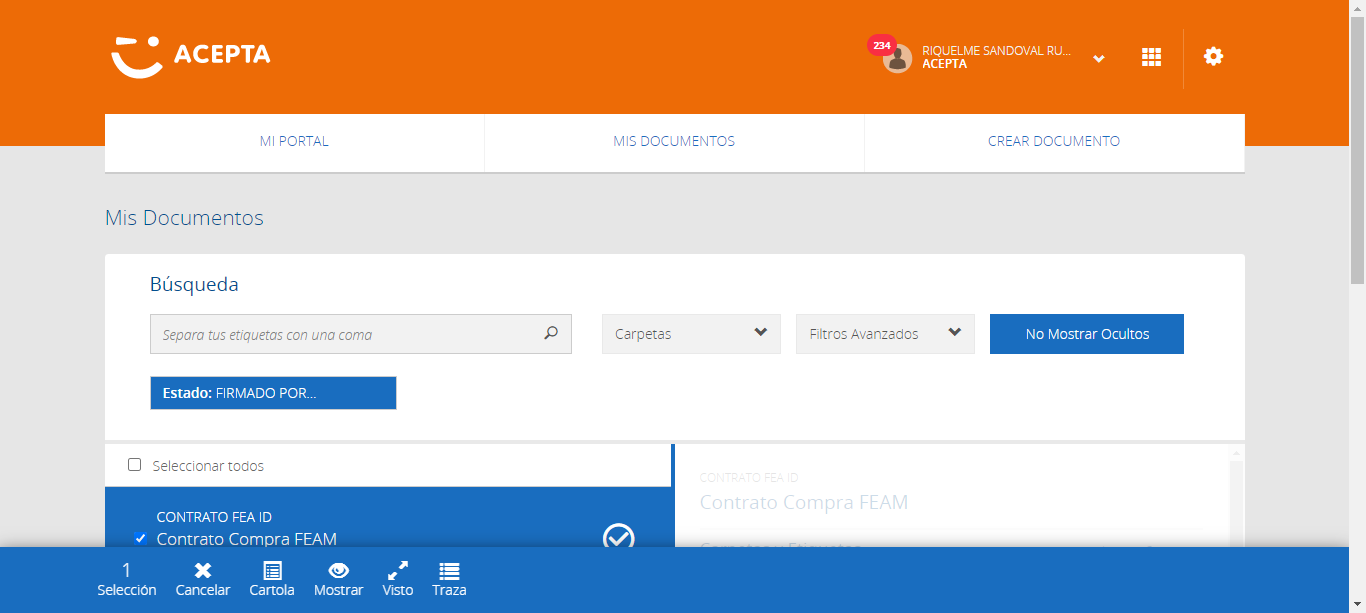 ACEPTA
234
RIQUELME SANDOVAL RU...
ACEPTA
MI PORTAL
MIS DOCUMENTOS
CREAR DOCUMENTO
Mis Documentos
Búsqueda
Separa tus etiquetas con una coma
Carpetas
Filtros Avanzados
No Mostrar Ocultos
Estado: FIRMADO POR...
Seleccionar todos
CONTRATO FEA ID
Contrato Compra FEAM
CONTRATO FEA ID
Contrato Compra FEAM
Carpetas y Etiquetas
1
Selección
Cancelar
Cartola
Mostrar
Visto
Traza